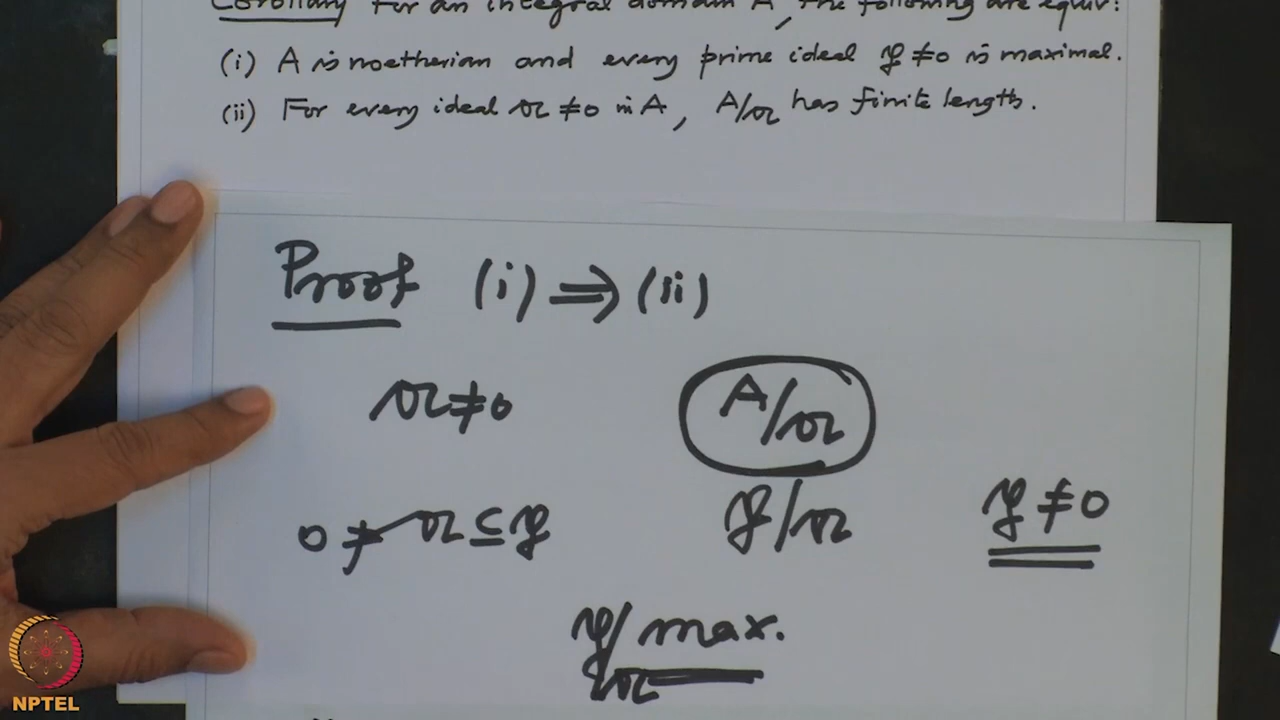 Corollary For an integral domain A, the following are equiv:
(i) A is noetherian and every prime ideal 𝔭 ≠ 0 is maximal.
(ii) For every ideal 𝔞 ≠ 0 in A, A/𝔞 has finite length.
Proof (i) ⟹ (ii)
𝔞 ≠ 0 A/𝔞
0 ≠ 𝔞 ⊆ 𝔭 𝔭/𝔞 𝔭 ≠ 0
𝔭/𝔞 max.
NPTEL